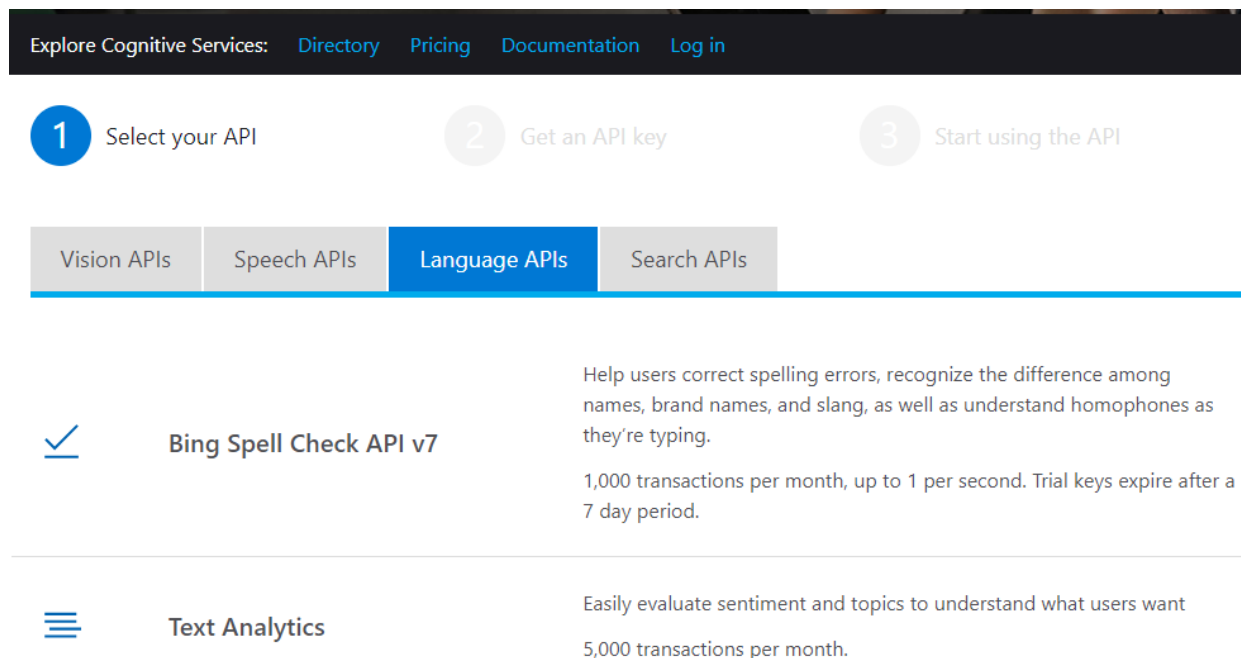 Explore Cognitive Services: Directory Pricing Documentation Log in
1 Select your API 2 Get an API key 3 Start using the API
Vision APIs Speech APIs Language APIs Search APIs
Bing Spell Check API v7
Help users correct spelling errors, recognize the difference among
names, brand names, and slang, as well as understand homophones as
they're typing.
1,000 transactions per month, up to 1 per second. Trial keys expire after a
7 day period.
Text Analytics
Easily evaluate sentiment and topics to understand what users want
5,000 transactions per month.